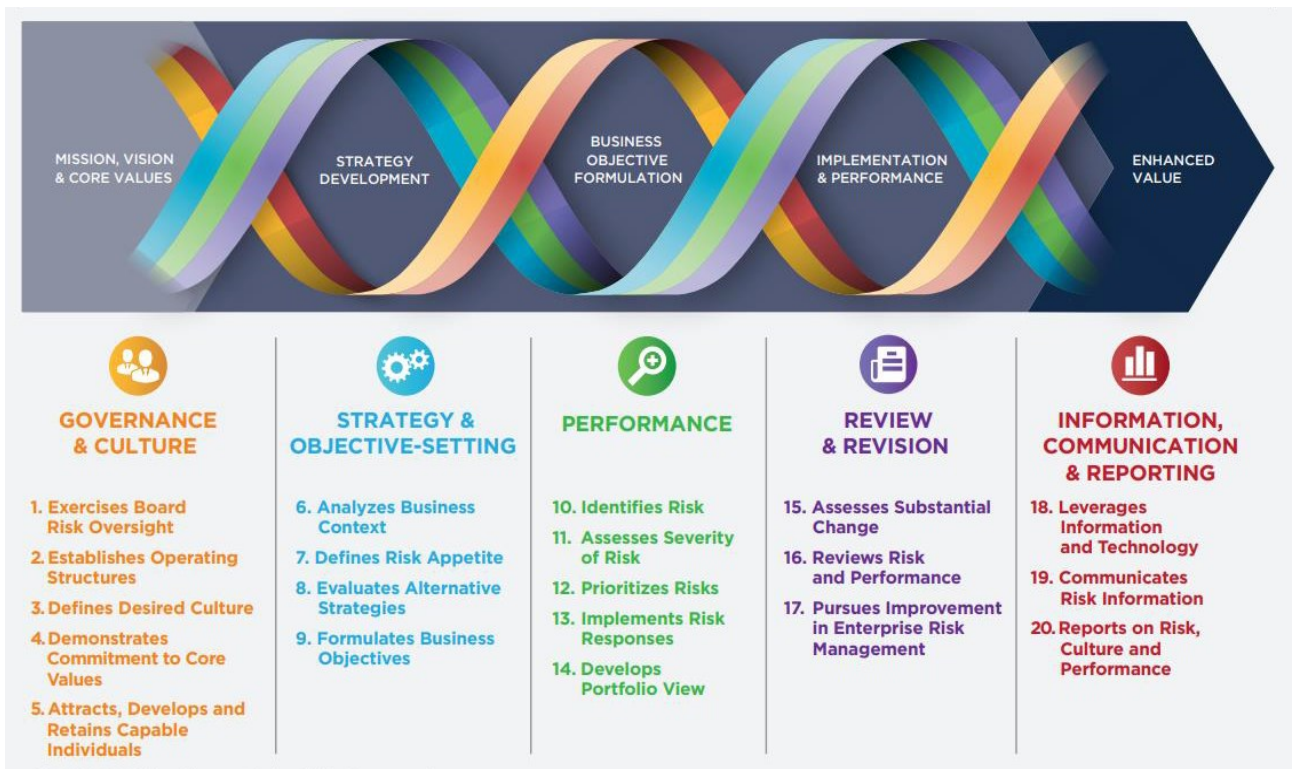 MISSION, VISION
& CORE VALUES
STRATEGY
DEVELOPMENT
BUSINESS
OBJECTIVE
FORMULATION
IMPLEMENTATION
& PERFORMANCE
ENHANCED
VALUE
GOVERNANCE
& CULTURE
1. Exercises Board
Risk Oversight
2. Establishes Operating
Structures
3. Defines Desired Culture
4. Demonstrates
Commitment to Core
Values
5. Attracts, Develops and
Retains Capable
Individuals
STRATEGY &
OBJECTIVE-SETTING
6. Analyzes Business
Context
7. Defines Risk Appetite
8. Evaluates Alternative
Strategies
9. Formulates Business
Objectives
PERFORMANCE
10. Identifies Risk
11. Assesses Severity
of Risk
12. Prioritizes Risks
13. Implements Risk
Responses
14. Develops
Portfolio View
REVIEW
& REVISION
15. Assesses Substantial
Change
16. Reviews Risk
and Performance
17. Pursues Improvement
in Enterprise Risk
Management
INFORMATION,
COMMUNICATION
& REPORTING
18. Leverages
Information
and Technology
19. Communicates
Risk Information
20. Reports on Risk,
Culture and
Performance